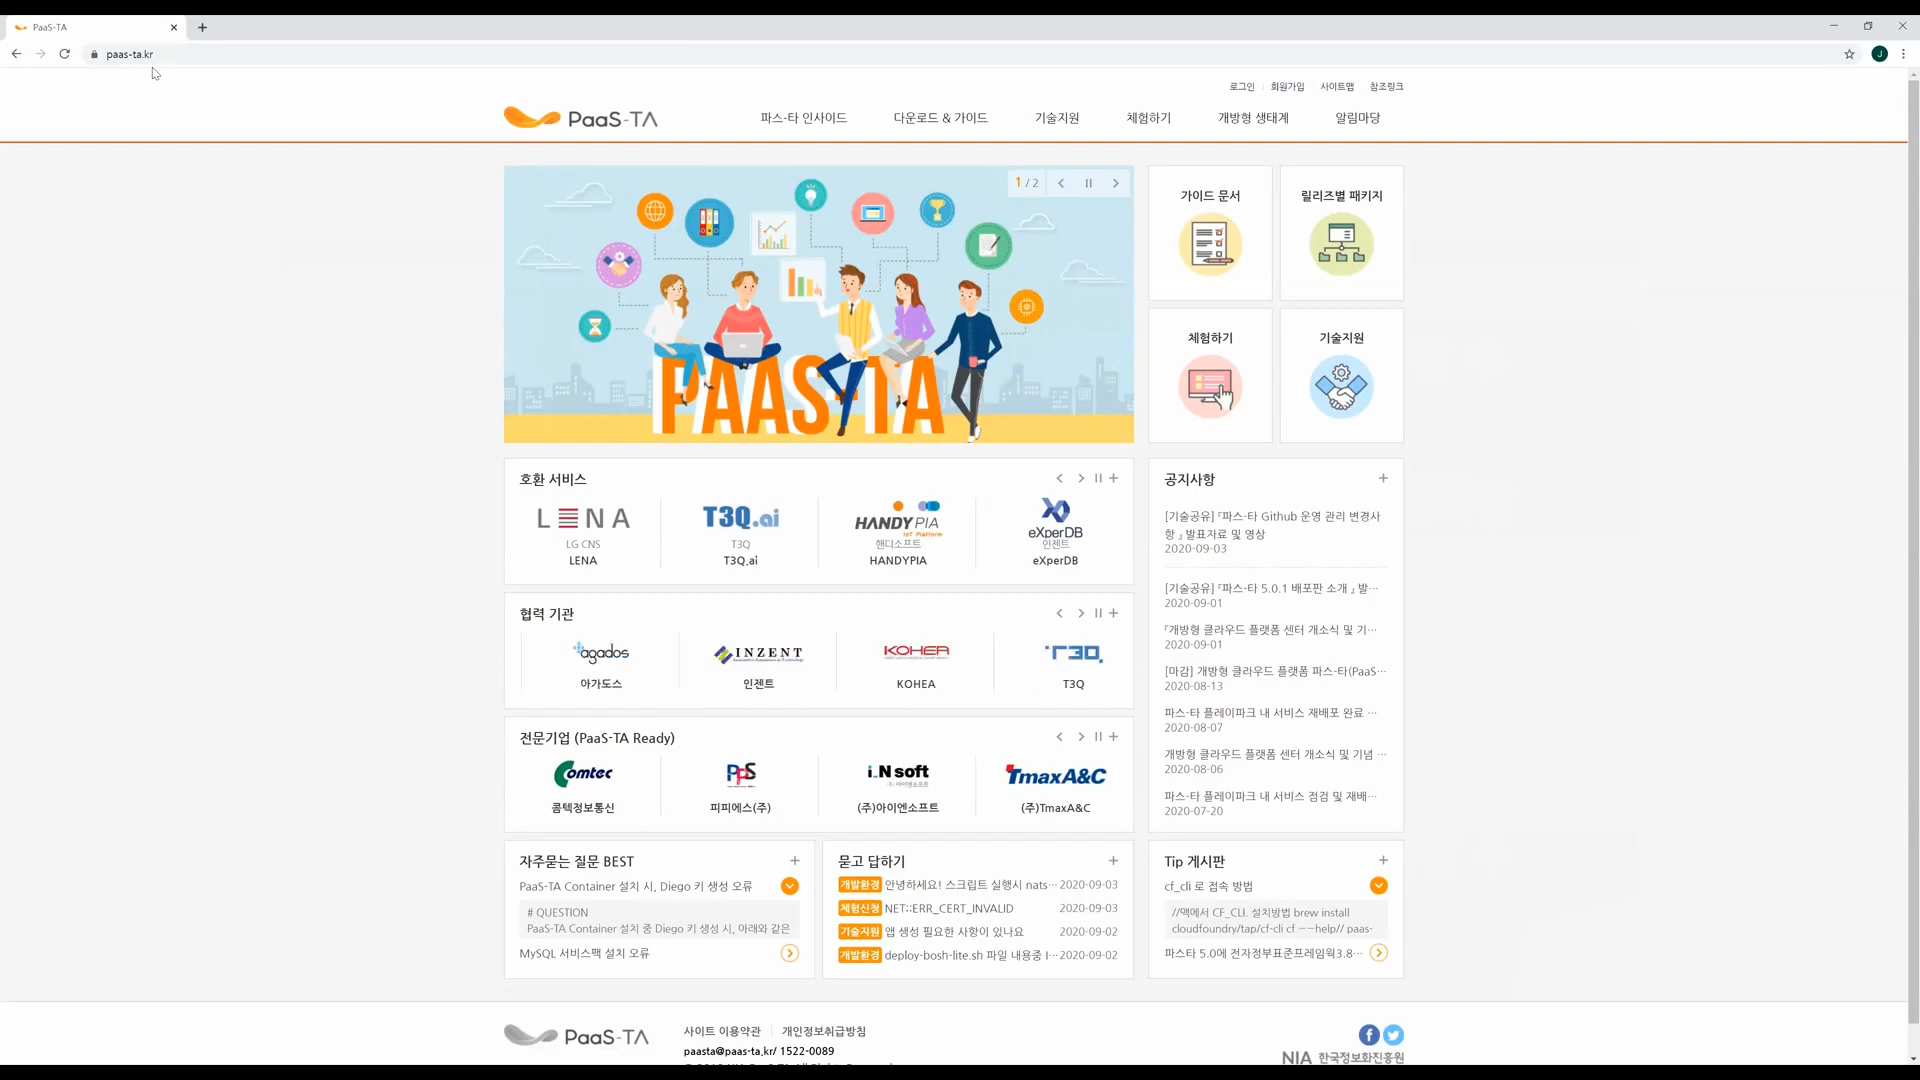 PaaS-TA
paas-ta.kr
J
로그인
회원가입
사이트맵
참조링크
PaaS-TA
파스-타 인사이드
다운로드 & 가이드
기술지원
체험하기
개방형 생태계
알림마당
1 / 2
PAAS-TA
가이드 문서
릴리즈별 패키지
체험하기
기술지원
호환 서비스
LENA
LG CNS
LENA
T3Q.ai
T3Q
T3Q.ai
HANDYPIA
IoT Platform
핸디소프트
HANDYPIA
eXperDB
인젠트
eXperDB
공지사항
[기술공유]「파스-타 Github 운영 관리 변경사
항」발표자료 및 영상
2020-09-03
[기술공유]「파스-타 5.0.1 배포판 소개」발…
2020-09-01
「개방형 클라우드 플랫폼 센터 개소식 및 기…
2020-09-01
[마감] 개방형 클라우드 플랫폼 파스-타(PaaS…
2020-08-13
파스-타 플레이파크 내 서비스 재배포 완료 …
2020-08-07
개방형 클라우드 플랫폼 센터 개소식 및 기념 …
2020-08-06
파스-타 플레이파크 내 서비스 점검 및 재배…
2020-07-20
협력 기관
agados
아가도스
INZENT
인젠트
KOHEA
KOHEA
T3Q
T3Q
전문기업 (PaaS-TA Ready)
Comtec
콤텍정보통신
PPS
피피에스(주)
i.N soft
(주)아이엔소프트
(주)아이엔소프트
TmaxA&C
(주)TmaxA&C
자주묻는 질문 BEST
PaaS-TA Container 설치 시, Diego 키 생성 오류
# QUESTION
PaaS-TA Container 설치 중 Diego 키 생성 시, 아래와 같은
MySQL 서비스팩 설치 오류
묻고 답하기
개발환경 안녕하세요! 스크립트 실행시 nats… 2020-09-03
체험신청 NET::ERR_CERT_INVALID 2020-09-03
기술지원 앱 생성 필요한 사항이 있나요 2020-09-02
개발환경 deploy-bosh-lite.sh 파일 내용중 I… 2020-09-02
Tip 게시판
cf_cli 로 접속 방법
//맥에서 CF_CLI. 설치방법 brew install
cloudfoundry/tap/cf-cli cf --help// paas-
파스타 5.0에 전자정부표준프레임웍3.8…
PaaS-TA
사이트 이용약관
개인정보취급방침
paasta@paas-ta.kr/ 1522-0089
NIA 한국정보화진흥원